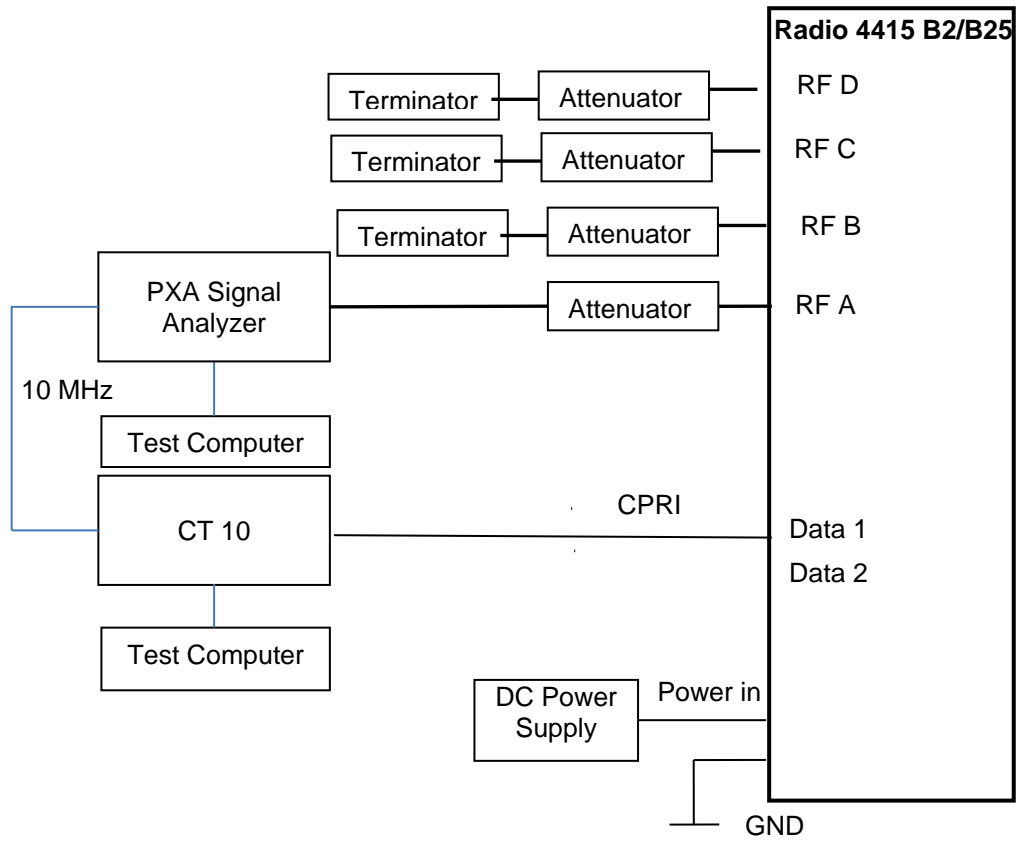 Radio 4415 B2/B25
Terminator
Attenuator
RF D
Terminator
Attenuator
RF C
Terminator
Attenuator
RF B
PXA Signal
Analyzer
Attenuator
RF A
10 MHz
Test Computer
CT 10
CPRI
Data 1
Data 2
Test Computer
DC Power
Supply
Power in
GND